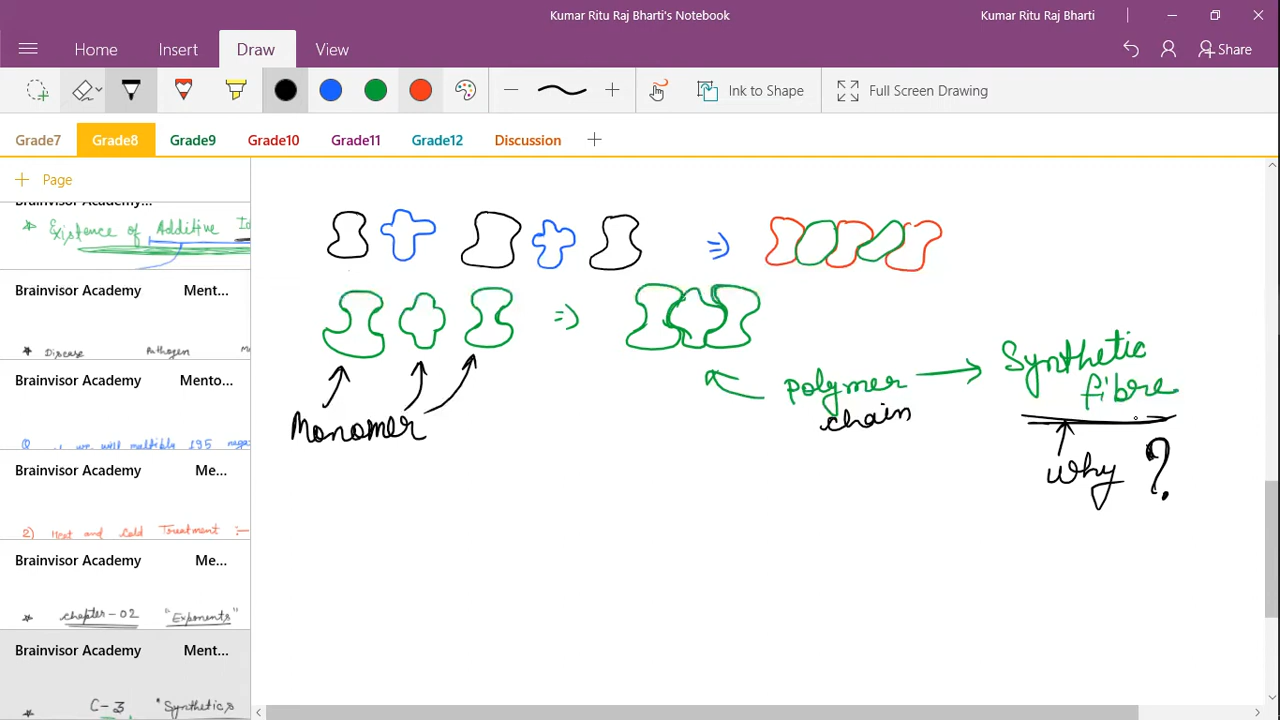 Kumar Ritu Raj Bharti's Notebook
Kumar Ritu Raj Bharti
Home Insert Draw View
Share
Ink to Shape
Full Screen Drawing
Grade7 Grade8 Grade9 Grade10 Grade11 Grade12 Discussion
Page
Brainvisor Academy...
Existence of Additive
Brainvisor Academy Ment...
Disease Pathogen
Brainvisor Academy Mento...
Q we will multiply
Brainvisor Academy Me...
2) Heat and Cold Treatment :-
Brainvisor Academy Me...
chapter-02 "Exponents"
Brainvisor Academy Ment...
C-3 "Synthetics
Monomer
polymer
chain
Synthetic
fibre
why ?